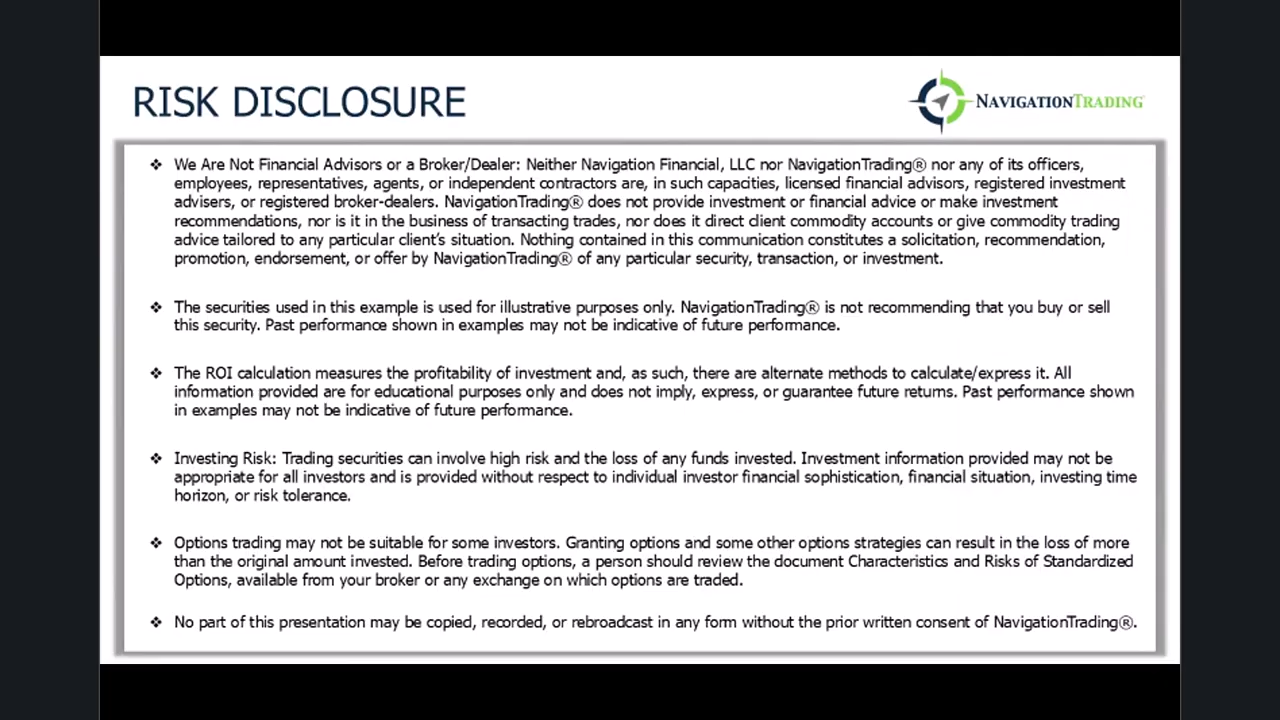 RISK DISCLOSURE
NAVIGATIONTRADING
❖ We Are Not Financial Advisors or a Broker/Dealer: Neither Navigation Financial, LLC nor NavigationTrading® nor any of its officers,
employees, representatives, agents, or independent contractors are, in such capacities, licensed financial advisors, registered investment
advisers, or registered broker-dealers. NavigationTrading® does not provide investment or financial advice or make investment
recommendations, nor is it in the business of transacting trades, nor does it direct client commodity accounts or give commodity trading
advice tailored to any particular client's situation. Nothing contained in this communication constitutes a solicitation, recommendation,
promotion, endorsement, or offer by NavigationTrading® of any particular security, transaction, or investment.
❖ The securities used in this example is used for illustrative purposes only. NavigationTrading® is not recommending that you buy or sell
this security. Past performance shown in examples may not be indicative of future performance.
❖ The ROI calculation measures the profitability of investment and, as such, there are alternate methods to calculate/express it. All
information provided are for educational purposes only and does not imply, express, or guarantee future returns. Past performance shown
in examples may not be indicative of future performance.
❖ Investing Risk: Trading securities can involve high risk and the loss of any funds invested. Investment information provided may not be
appropriate for all investors and is provided without respect to individual investor financial sophistication, financial situation, investing time
horizon, or risk tolerance.
❖ Options trading may not be suitable for some investors. Granting options and some other options strategies can result in the loss of more
than the original amount invested. Before trading options, a person should review the document Characteristics and Risks of Standardized
Options, available from your broker or any exchange on which options are traded.
❖ No part of this presentation may be copied, recorded, or rebroadcast in any form without the prior written consent of NavigationTrading®.